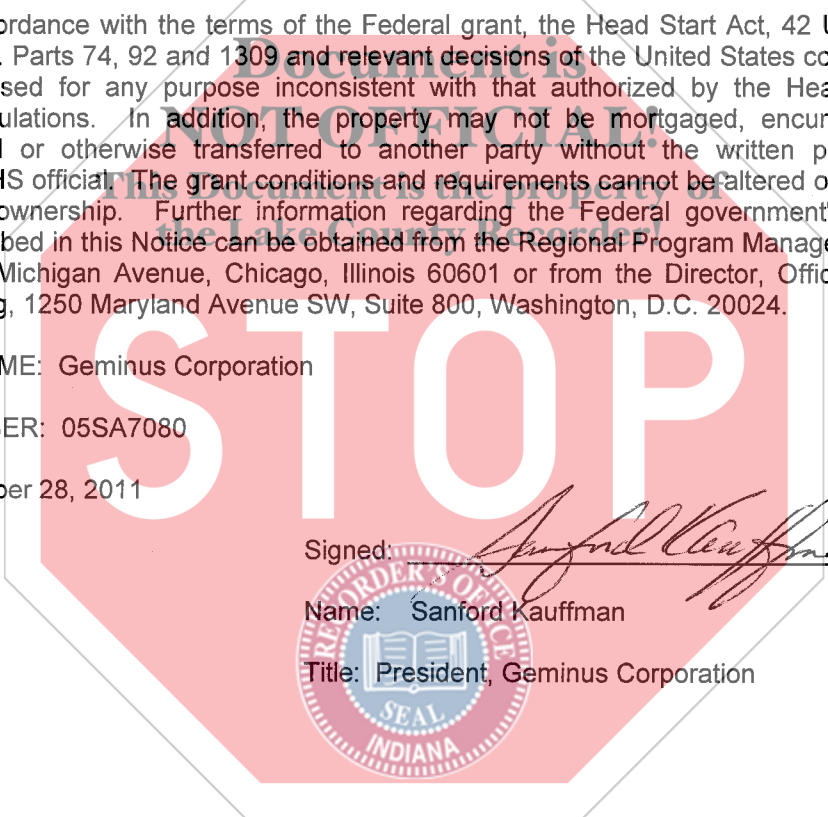 ordance with the terms of the Federal grant, the Head Start Act, 42 U
. Parts 74, 92 and 1309 and relevant decisions of the United States co
sed for any purpose inconsistent with that authorized by the Hea
ulations. In addition, the property may not be mortgaged, encur
or otherwise transferred to another party without the written p
IS official. The grant conditions and requirements cannot be altered o
ownership. Further information regarding the Federal government'
bed in this Notice can be obtained from the Regional Program Manage
Michigan Avenue, Chicago, Illinois 60601 or from the Director, Offic
g, 1250 Maryland Avenue SW, Suite 800, Washington, D.C. 20024.
Document is
NOT OFFICIAL!
This Document is the property of
the Lake County Recorder!
STOP
ME: Geminus Corporation
BER: 05SA7080
ber 28, 2011
Signed: Sanford Kauffman
Name: Sanford Kauffman
Title: President, Geminus Corporation
RECORDER'S OFFICE
SEAL
INDIANA